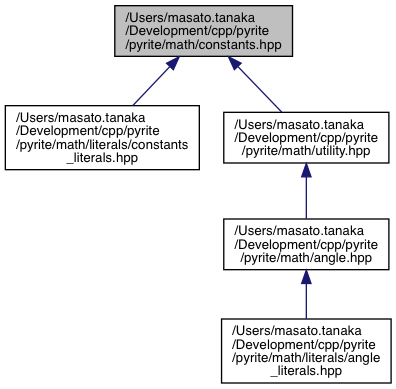 /Users/masato.tanaka
/Development/cpp/pyrite
/pyrite/math/constants.hpp
/Users/masato.tanaka
/Development/cpp/pyrite
/pyrite/math/literals/constants
_literals.hpp
/Users/masato.tanaka
/Development/cpp/pyrite
/pyrite/math/utility.hpp
/Users/masato.tanaka
/Development/cpp/pyrite
/pyrite/math/angle.hpp
/Users/masato.tanaka
/Development/cpp/pyrite
/pyrite/math/literals/angle
_literals.hpp